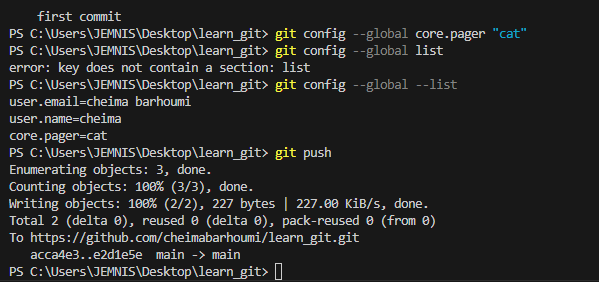 first commit
PS C:\Users\JEMNIS\Desktop\learn_git> git config --global core.pager "cat"
PS C:\Users\JEMNIS\Desktop\learn_git> git config --global list
error: key does not contain a section: list
PS C:\Users\JEMNIS\Desktop\learn_git> git config --global --list
user.email=cheima barhoumi
user.name=cheima
core.pager=cat
PS C:\Users\JEMNIS\Desktop\learn_git> git push
Enumerating objects: 3, done.
Counting objects: 100% (3/3), done.
Writing objects: 100% (2/2), 227 bytes | 227.00 KiB/s, done.
Total 2 (delta 0), reused 0 (delta 0), pack-reused 0 (from 0)
To https://github.com/cheimabarhoumi/learn_git.git
acca4e3..e2d1e5e  main -> main
PS C:\Users\JEMNIS\Desktop\learn_git>